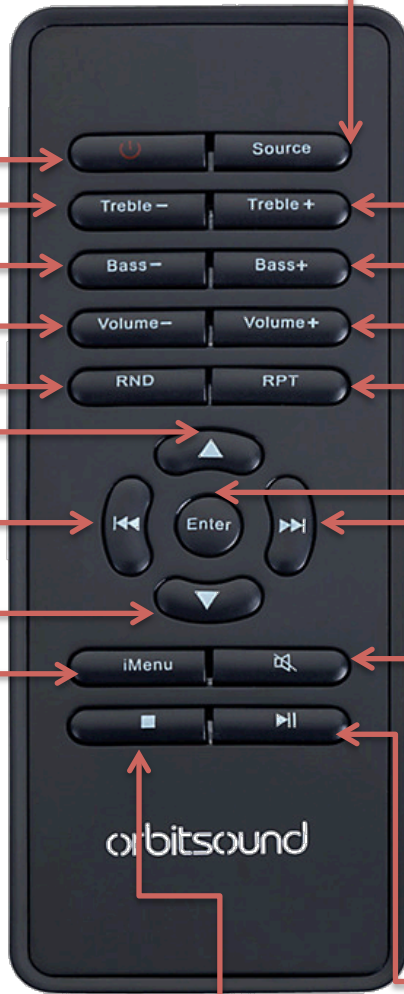 Source
Treble − Treble +
Bass− Bass+
Volume− Volume+
RND RPT
Enter
iMenu
orbitsound